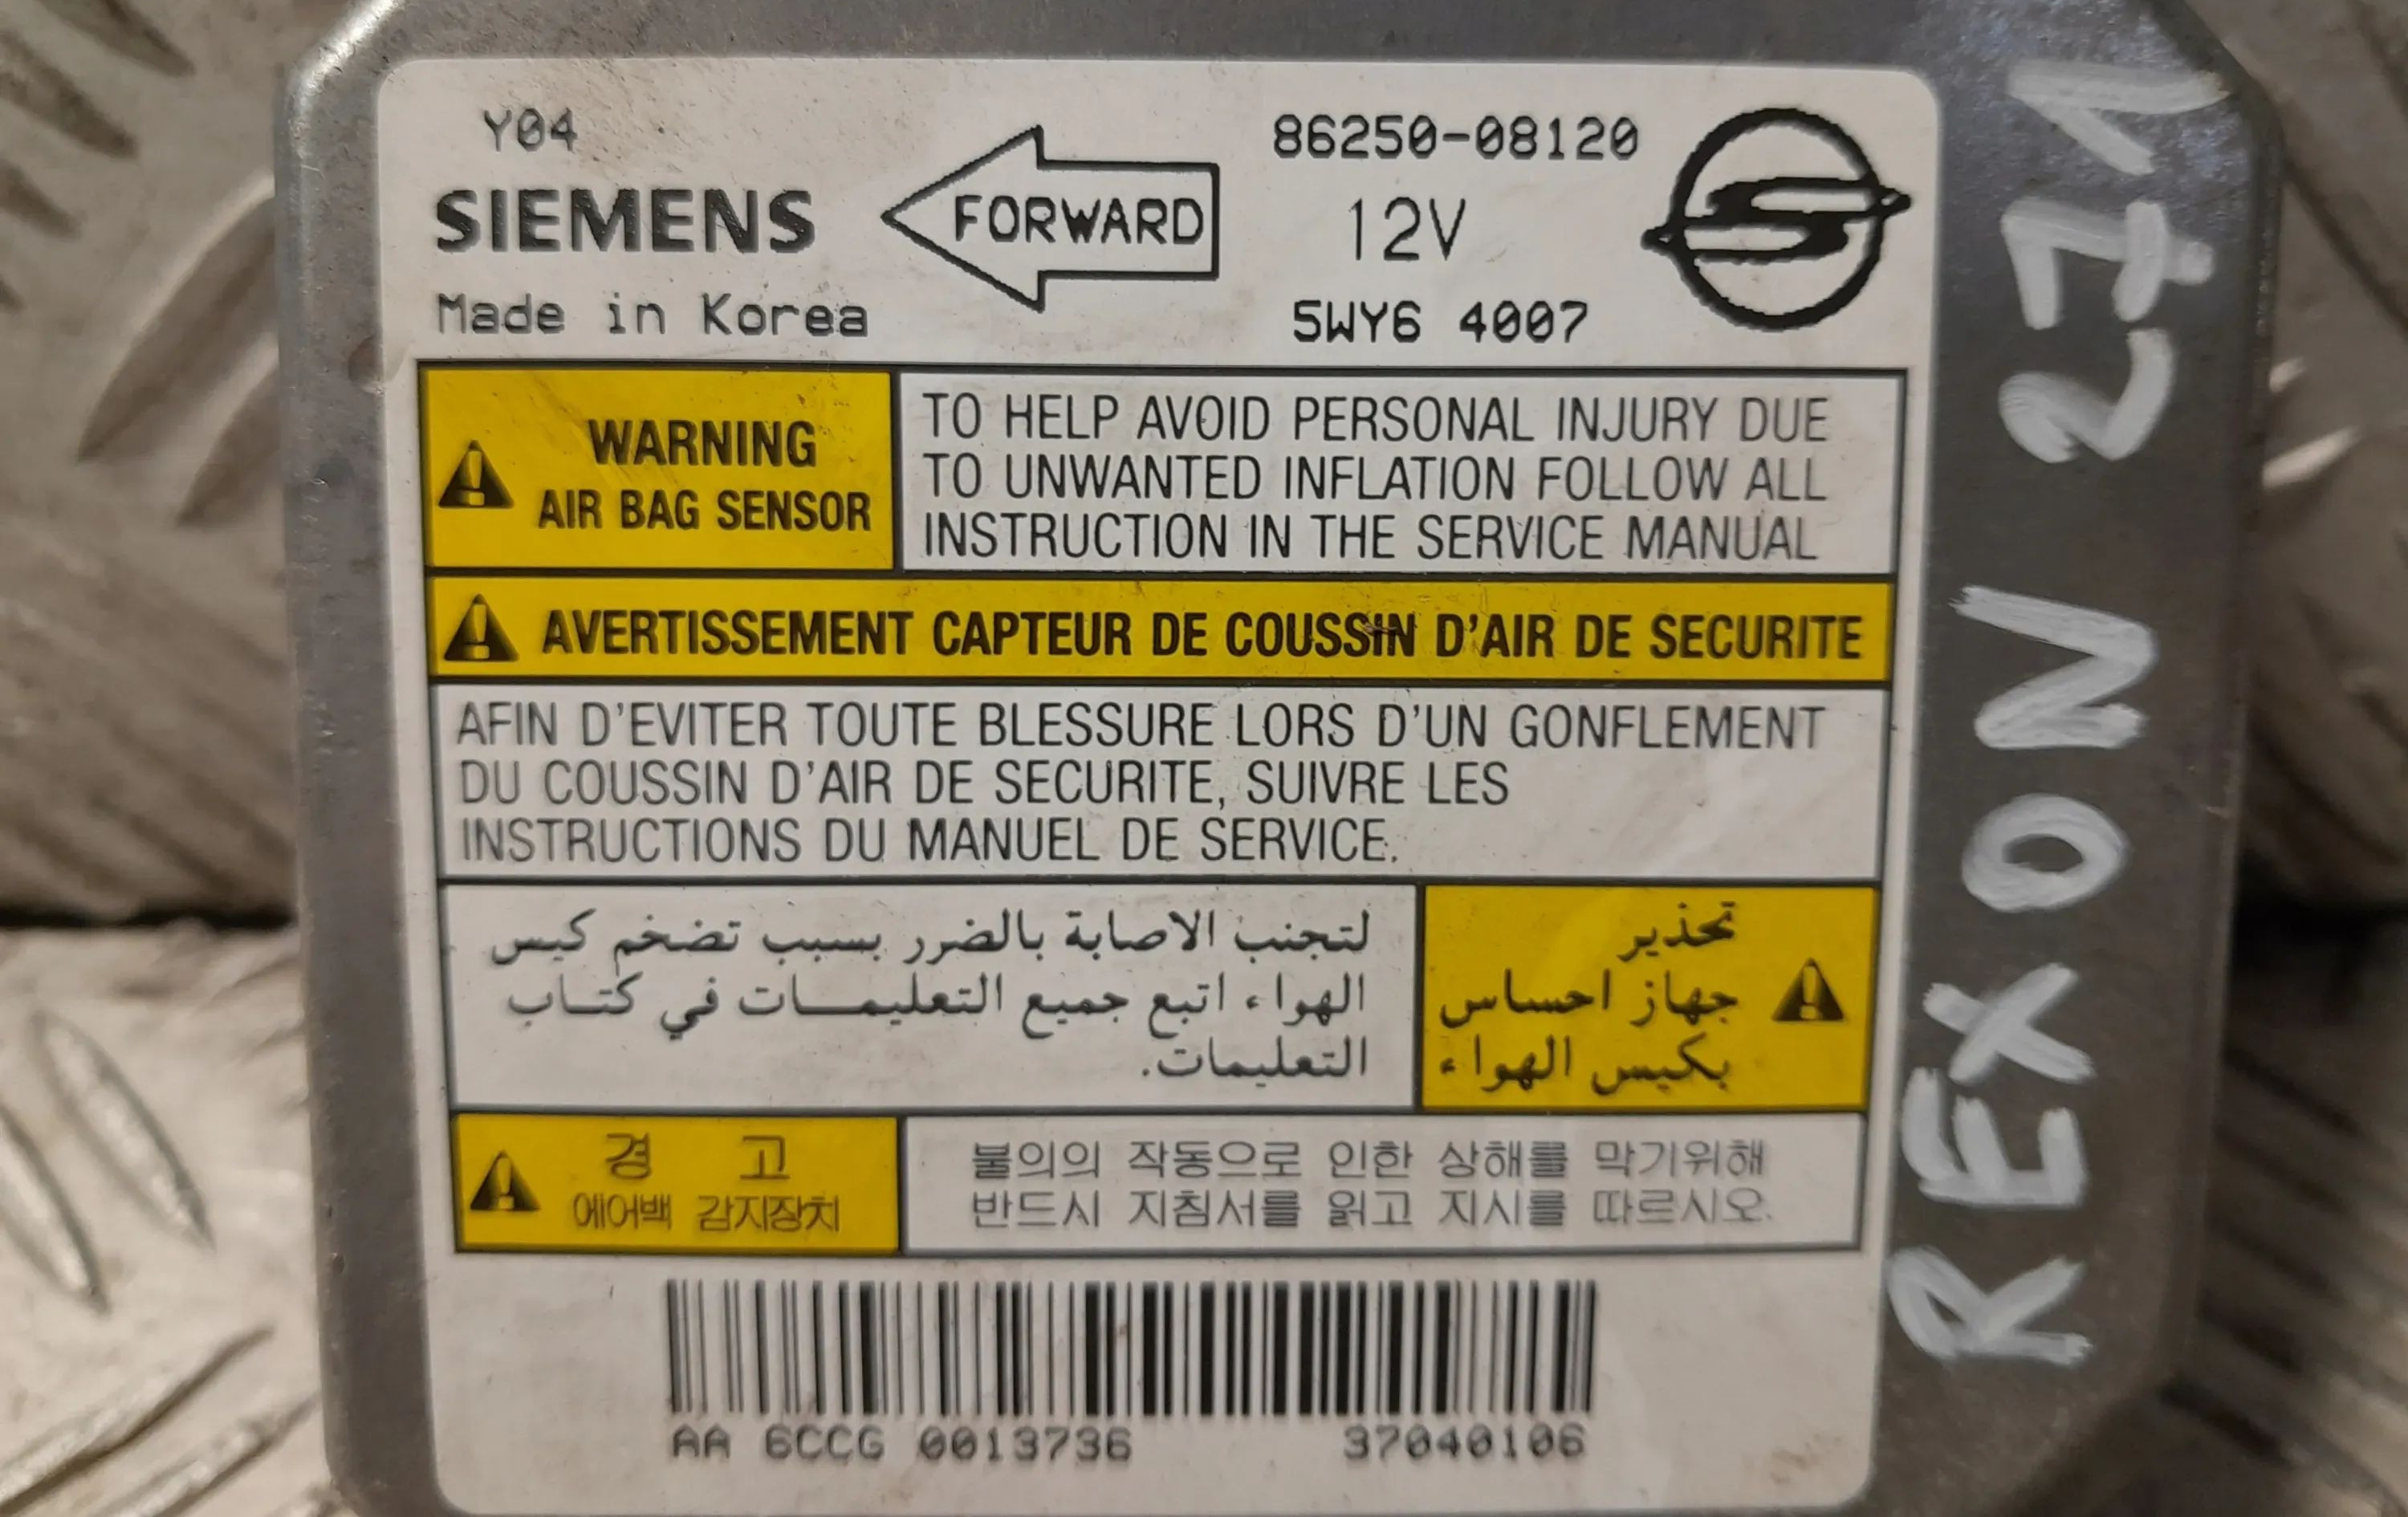 Y04
SIEMENS
Made in Korea
FORWARD
86250-08120
12V
5WY6 4007
WARNING
AIR BAG SENSOR
TO HELP AVOID PERSONAL INJURY DUE
TO UNWANTED INFLATION FOLLOW ALL
INSTRUCTION IN THE SERVICE MANUAL
AVERTISSEMENT CAPTEUR DE COUSSIN D'AIR DE SECURITE
AFIN D'EVITER TOUTE BLESSURE LORS D'UN GONFLEMENT
DU COUSSIN D'AIR DE SECURITE, SUIVRE LES
INSTRUCTIONS DU MANUEL DE SERVICE.
تحذير
جهاز احساس
بكيس الهواء
لتجنب الاصابة بالضرر بسبب تضخم كيس
الهواء اتبع جميع التعليمــات في كتــاب
التعليمات.
경 고
에어백 감지장치
불의의 작동으로 인한 상해를 막기위해
반드시 지침서를 읽고 지시를 따르시오.
AA 6CCG 0013736 37040106
REXON 271